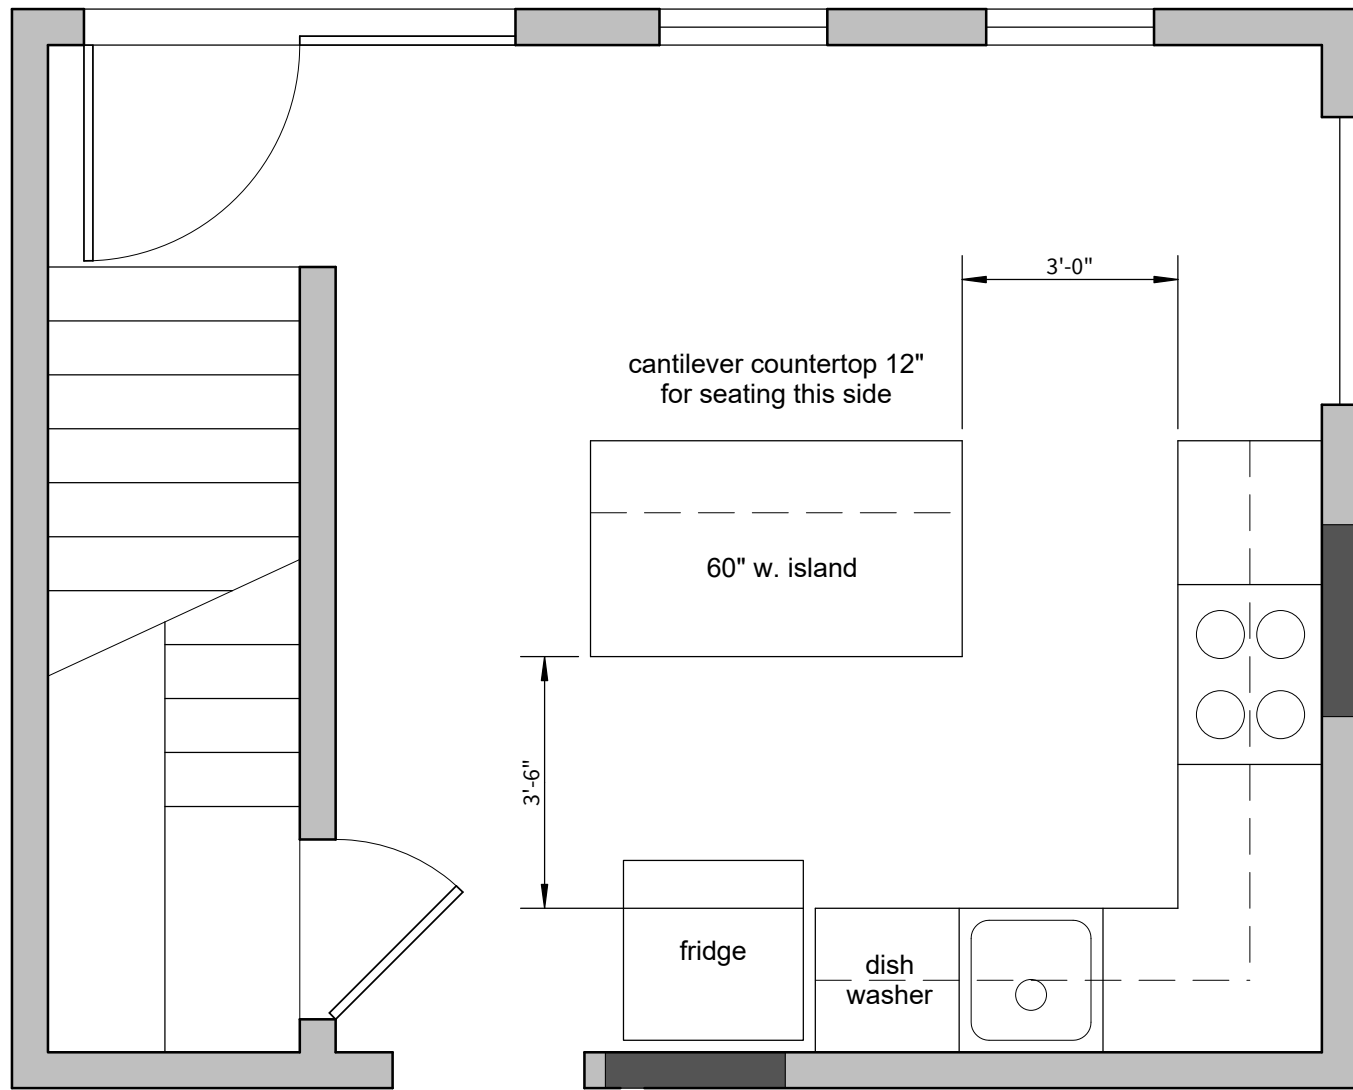 3'-0"
cantilever countertop 12"
for seating this side
60" w. island
3'-6"
fridge
dish
washer